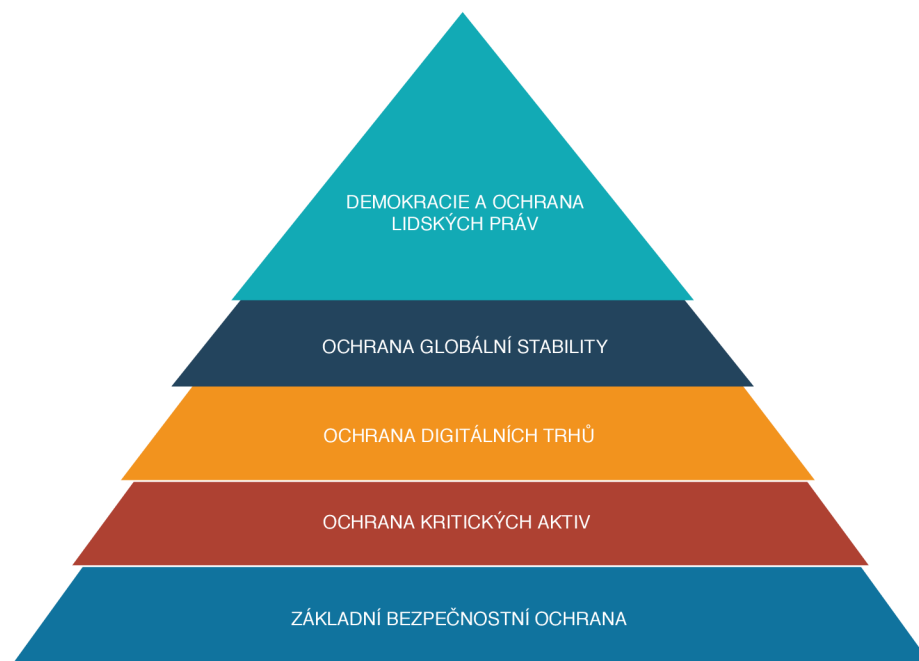 DEMOKRACIE A OCHRANA
LIDSKÝCH PRÁV
OCHRANA GLOBÁLNÍ STABILITY
OCHRANA DIGITÁLNÍCH TRHŮ
OCHRANA KRITICKÝCH AKTIV
ZÁKLADNÍ BEZPEČNOSTNÍ OCHRANA